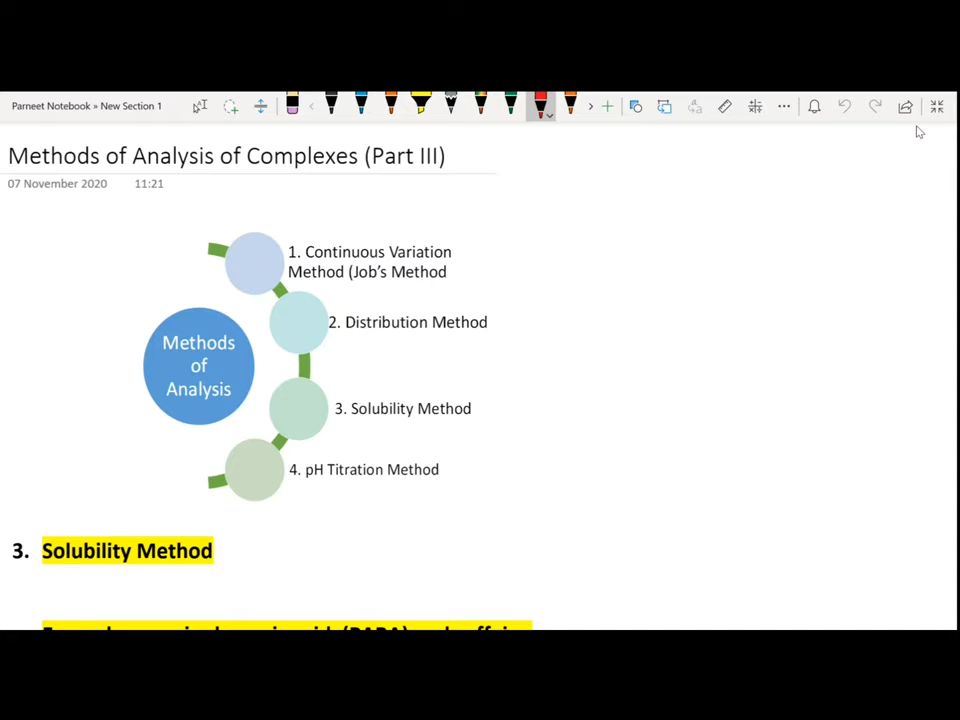 Parneet Notebook » New Section 1
Methods of Analysis of Complexes (Part III)
07 November 2020 11:21
1. Continuous Variation
Method (Job's Method
2. Distribution Method
Methods
of
Analysis
3. Solubility Method
4. pH Titration Method
3. Solubility Method